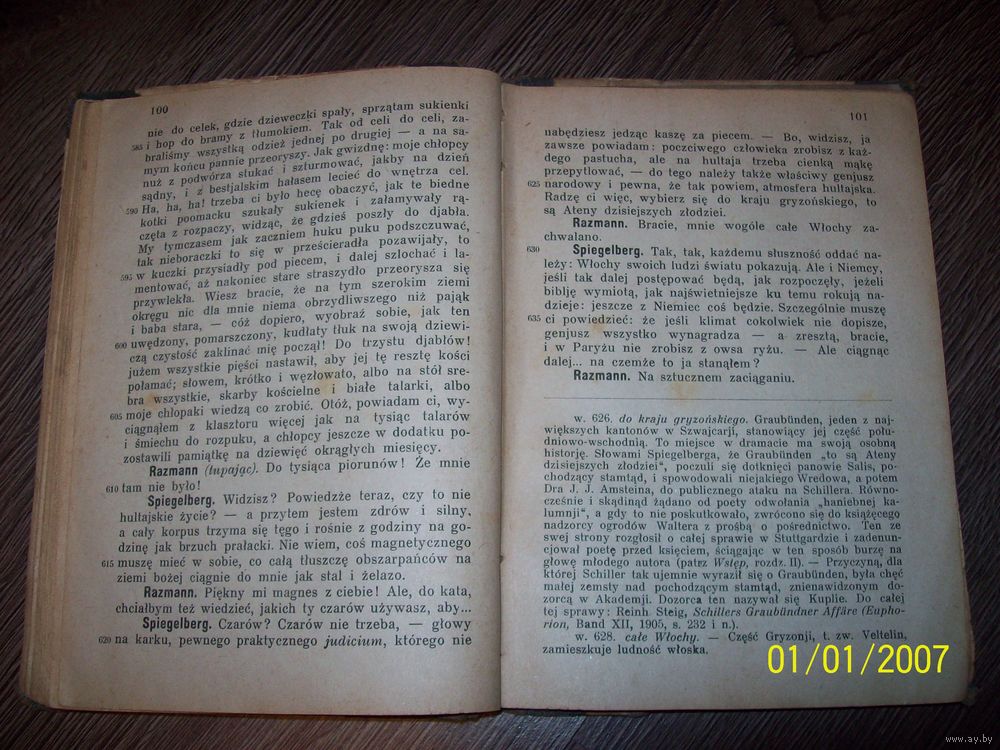 100
nie do celek, gdzie dzieweczki spały, sprzątam sukienki
585 i hop do bramy z tłumokiem. Tak od celi do celi, za-
braliśmy wszystką odzież jednej po drugiej — a na sa-
mym końcu pannie przeoryszy. Jak gwizdnę: moje chłopcy
nuż z podwórza stukać i szturmować, jakby na dzień
sądny, i z bestjalskim hałasem lecieć do wnętrza cel.
590 Ha, ha, ha! trzeba ci było hecę obaczyć, jak te biedne
kotki poomacku szukały sukienek i załamywały rą-
częta z rozpaczy, widząc, że gdzieś poszły do djabła.
My tymczasem jak zaczniem huku puku podszczuwać,
tak nieboraczki to się w prześcieradła pozawijały, to
595 w kuczki przysiadły pod piecem, i dalej szlochać i la-
mentować, aż nakoniec stare straszydło przeorysza się
przywlekła. Wiesz bracie, że na tym szerokim ziemi
okręgu nic dla mnie niema obrzydliwszego niż pająk
i baba stara, — cóż dopiero, wyobraź sobie, jak ten
600 uwędzony, pomarszczony, kudłaty tłuk na swoją dziewi-
czą czystość zaklinać mię począł! Do trzystu djabłów!
jużem wszystkie pięści nastawił, aby jej tę resztę kości
połamać; słowem, krótko i węzłowato, albo na stół sre-
bra wszystkie, skarby kościelne i białe talarki, albo
605 moje chłopaki wiedzą co zrobić. Otóż, powiadam ci, wy-
ciągnąłem z klasztoru więcej jak na tysiąc talarów
i śmiechu do rozpuku, a chłopcy jeszcze w dodatku po-
zostawili pamiątkę na dziewięć okrągłych miesięcy.
Razmann (tupając). Do tysiąca piorunów! Że mnie
610 tam nie było!
Spiegelberg. Widzisz? Powiedzże teraz, czy to nie
hultajskie życie? — a przytem jestem zdrów i silny,
a cały korpus trzyma się tęgo i rośnie z godziny na go-
dzinę jak brzuch prałacki. Nie wiem, coś magnetycznego
615 muszę mieć w sobie, co całą tłuszczę obszarpańców na
ziemi bożej ciągnie do mnie jak stal i żelazo.
Razmann. Piękny mi magnes z ciebie! Ale, do kata,
chciałbym też wiedzieć, jakich ty czarów używasz, aby...
Spiegelberg. Czarów? Czarów nie trzeba, — głowy
620 na karku, pewnego praktycznego judicium, którego nie
101
nabędziesz jedząc kaszę za piecem. — Bo, widzisz, ja
zawsze powiadam: poczciwego człowieka zrobisz z każ-
dego pastucha, ale na hultaja trzeba cienką mąkę
przepytlować, — do tego należy także właściwy genjusz
625 narodowy i pewna, że tak powiem, atmosfera hultajska.
Radzę ci więc, wybierz się do kraju gryzońskiego, to
są Ateny dzisiejszych złodziei.
Razmann. Bracie, mnie wogóle całe Włochy za-
chwalano.
630 Spiegelberg. Tak, tak, każdemu słuszność oddać na-
leży: Włochy swoich ludzi światu pokazują. Ale i Niemcy,
jeśli tak dalej postępować będą, jak rozpoczęły, jeżeli
biblję wymiotą, jak najświetniejsze ku temu rokują na-
dzieje: jeszcze z Niemiec coś będzie. Szczególnie muszę
635 ci powiedzieć: że jeśli klimat cokolwiek nie dopisze,
genjusz wszystko wynagradza — a zresztą, bracie,
i w Paryżu nie zrobisz z owsa ryżu. — Ale ciągnąc
dalej... na czemże to ja stanąłem?
Razmann. Na sztucznem zaciąganiu.
w. 626. do kraju gryzońskiego. Graubünden, jeden z naj-
większych kantonów w Szwajcarji, stanowiący jej część połu-
dniowo-wschodnią. To miejsce w dramacie ma swoją osobną
historję. Słowami Spiegelberga, że Graubünden „to są Ateny
dzisiejszych złodziei”, poczuli się dotknięci panowie Salis, po-
chodzący stamtąd, i spowodowali niejakiego Wredowa, a potem
Dra J. J. Amsteina, do publicznego ataku na Schillera. Równo-
cześnie i skądinąd żądano od poety odwołania „haniebnej ka-
lumnji”, a gdy to nie poskutkowało, zwrócono się do książęcego
nadzorcy ogrodów Waltera z prośbą o pośrednictwo. Ten ze
swej strony rozgłosił o całej sprawie w Stuttgardzie i zadenun-
cjował poetę przed księciem, ściągając w ten sposób burzę na
głowę młodego autora (patrz Wstęp, rozdz. II). — Przyczyną, dla
której Schiller tak ujemnie wyraził się o Graubünden, była chęć
małej zemsty nad pochodzącym stamtąd, znienawidzonym do-
zorcą w Akademji. Dozorca ten nazywał się Kuplie. Do całej
tej sprawy: Reinh. Steig, Schillers Graubündner Affäre (Eupho-
rion, Band XII, 1905, s. 232 i n.).
w. 628. całe Włochy. — Część Gryzonji, t. zw. Veltelin,
zamieszkuje ludność włoska.
01/01/2007
www.ay.by